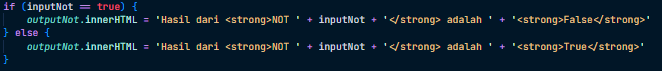 if (inputNot == true) {
    outputNot.innerHTML = 'Hasil dari <strong>NOT ' + inputNot + '</strong> adalah ' + '<strong>False</strong>'
} else {
    outputNot.innerHTML = 'Hasil dari <strong>NOT ' + inputNot + '</strong> adalah ' + '<strong>True</strong>'
}